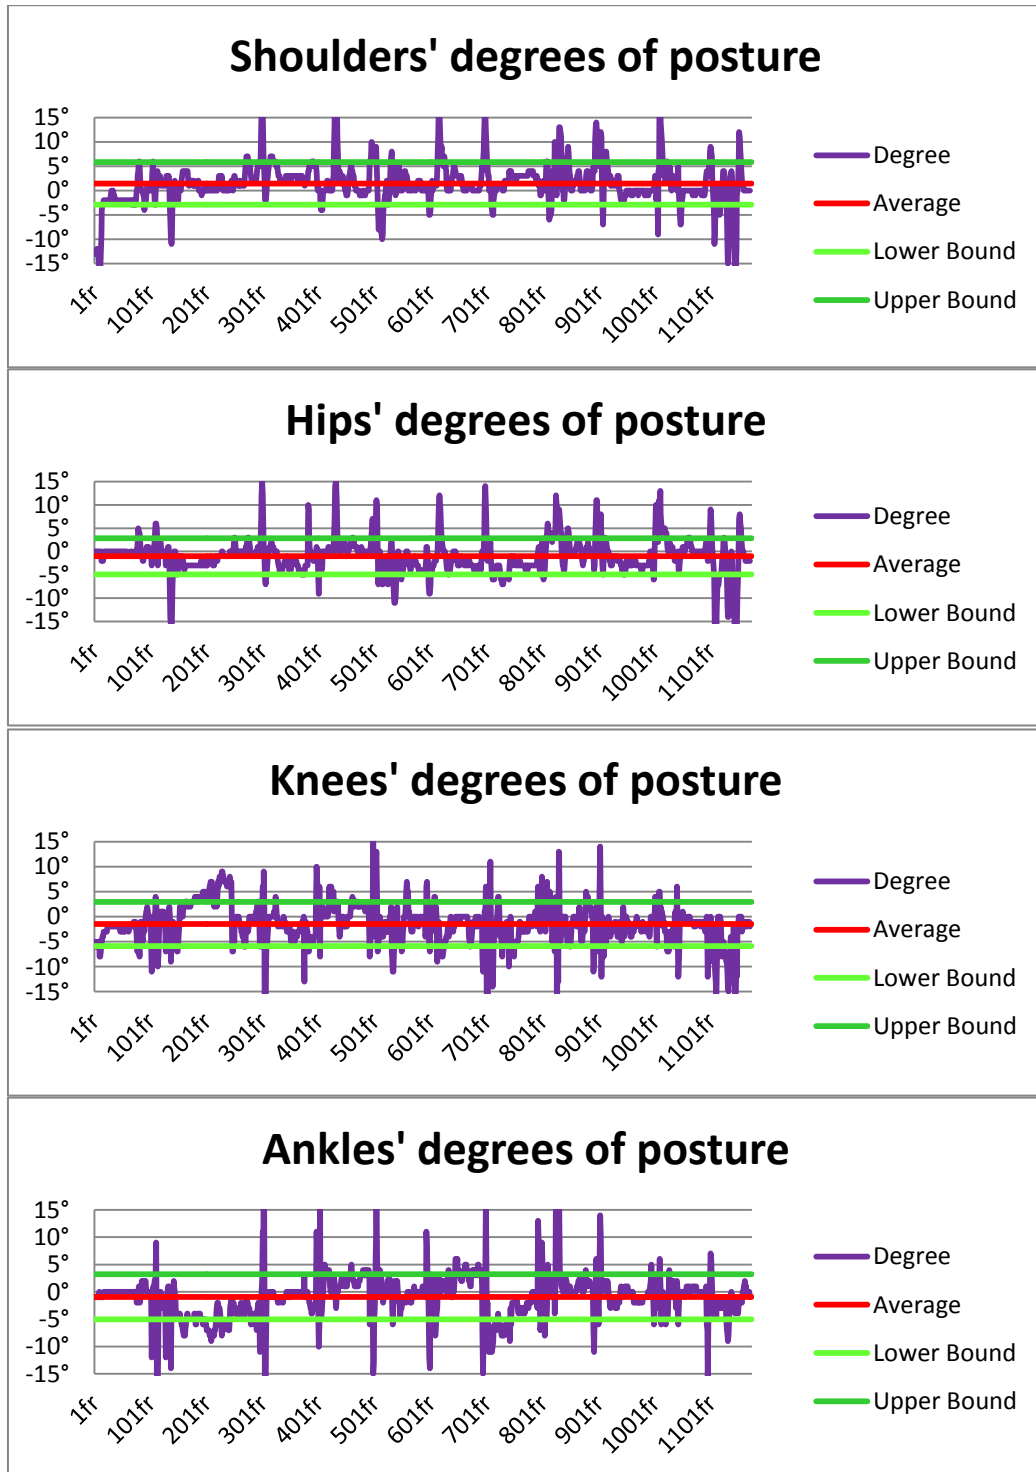 Shoulders' degrees of posture
15°
10°
5°
0°
-5°
-10°
-15°
1fr
101fr
201fr
301fr
401fr
501fr
601fr
701fr
801fr
901fr
1001fr
1101fr
Degree
Average
Lower Bound
Upper Bound
Hips' degrees of posture
15°
10°
5°
0°
-5°
-10°
-15°
1fr
101fr
201fr
301fr
401fr
501fr
601fr
701fr
801fr
901fr
1001fr
1101fr
Degree
Average
Lower Bound
Upper Bound
Knees' degrees of posture
15°
10°
5°
0°
-5°
-10°
-15°
1fr
101fr
201fr
301fr
401fr
501fr
601fr
701fr
801fr
901fr
1001fr
1101fr
Degree
Average
Lower Bound
Upper Bound
Ankles' degrees of posture
15°
10°
5°
0°
-5°
-10°
-15°
1fr
101fr
201fr
301fr
401fr
501fr
601fr
701fr
801fr
901fr
1001fr
1101fr
Degree
Average
Lower Bound
Upper Bound